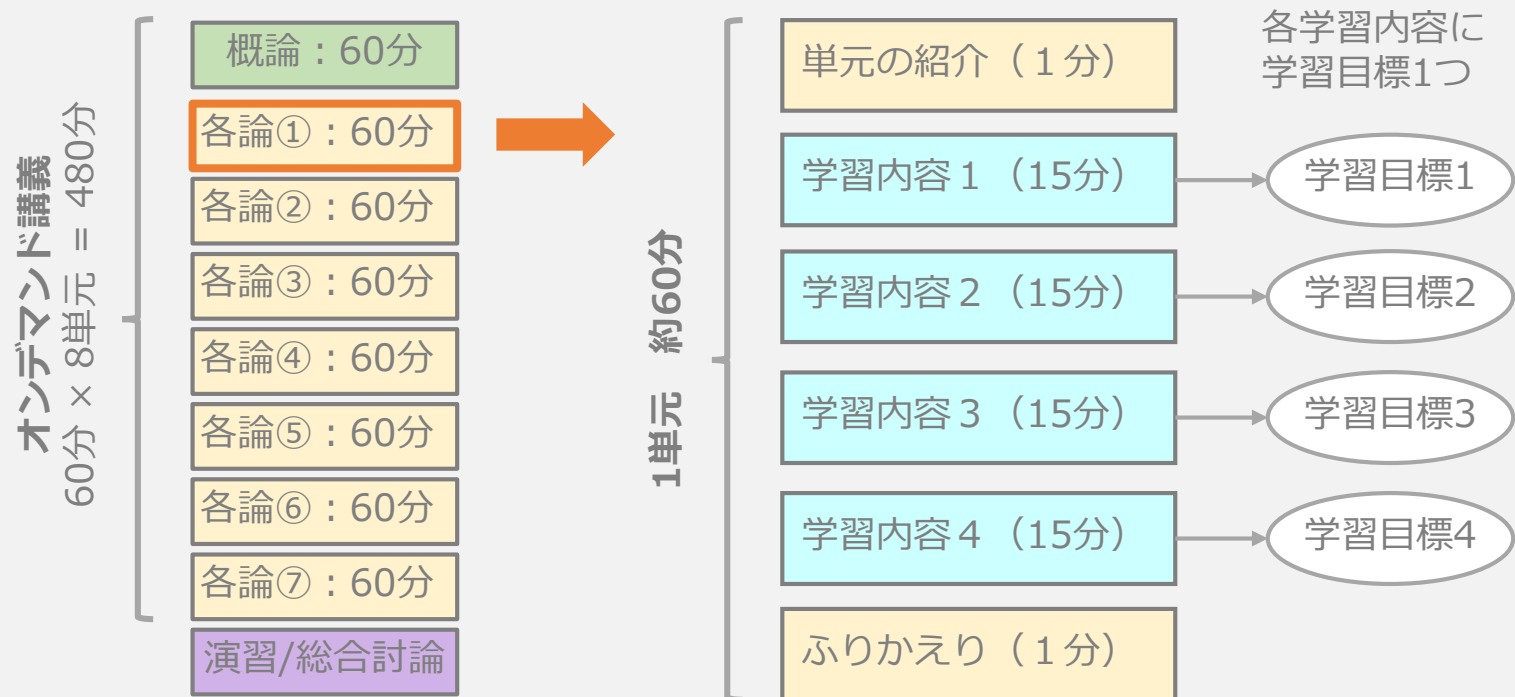 オンデマンド講義
60分 × 8単元 = 480分
概論：60分
各論①：60分
各論②：60分
各論③：60分
各論④：60分
各論⑤：60分
各論⑥：60分
各論⑦：60分
演習/総合討論
1単元　約60分
単元の紹介（１分）
学習内容１（15分）
学習内容２（15分）
学習内容３（15分）
学習内容４（15分）
ふりかえり（１分）
各学習内容に
学習目標1つ
学習目標1
学習目標2
学習目標3
学習目標4